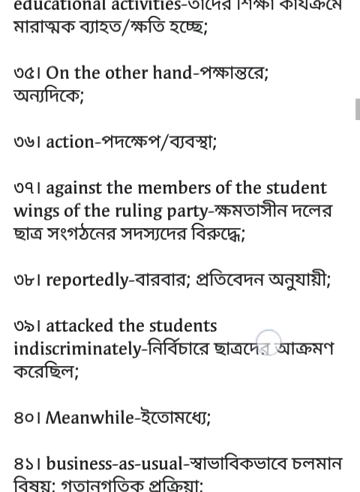 educational activities-তাদের শিক্ষা কার্যক্রমে
মারাত্মক ব্যাহত/ক্ষতি হচ্ছে;
৩৫। On the other hand-পক্ষান্তরে;
অন্যদিকে;
৩৬। action-পদক্ষেপ/ব্যবস্থা;
৩৭। against the members of the student
wings of the ruling party-ক্ষমতাসীন দলের
ছাত্র সংগঠনের সদস্যদের বিরুদ্ধে;
৩৮। reportedly-বারবার; প্রতিবেদন অনুযায়ী;
৩৯। attacked the students
indiscriminately-নির্বিচারে ছাত্রদের আক্রমণ
করেছিল;
৪০। Meanwhile-ইতোমধ্যে;
৪১। business-as-usual-স্বাভাবিকভাবে চলমান
বিষয়; গতানুগতিক প্রক্রিয়া;